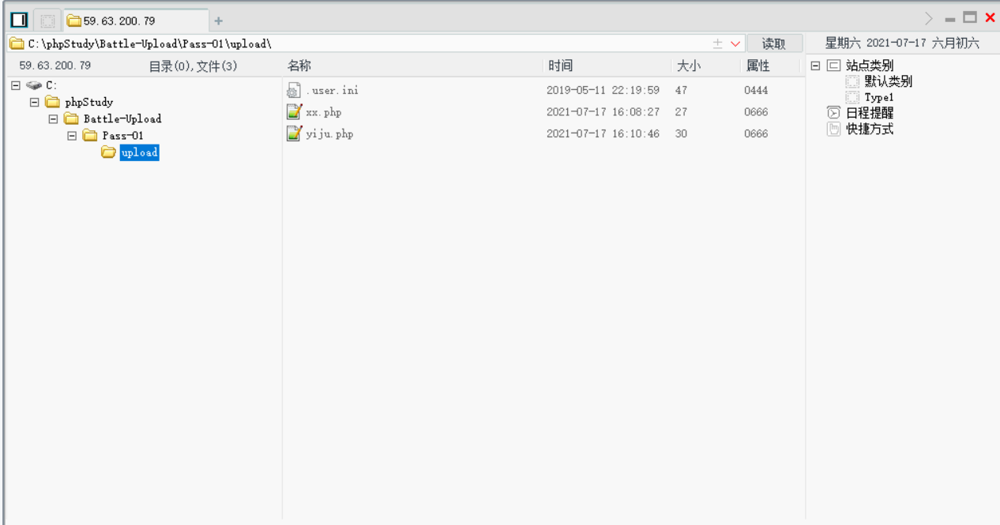 59.63.200.79
+
C:\phpStudy\Battle-Upload\Pass-01\upload\ 读取 星期六 2021-07-17 六月初六
59.63.200.79 目录(0),文件(3) 名称 时间 大小 属性
C:
phpStudy
Battle-Upload
Pass-01
upload
.user.ini 2019-05-11 22:19:59 47 0444
xx.php 2021-07-17 16:08:27 27 0666
yiju.php 2021-07-17 16:10:46 30 0666
站点类别
默认类别
Type1
日程提醒
快捷方式